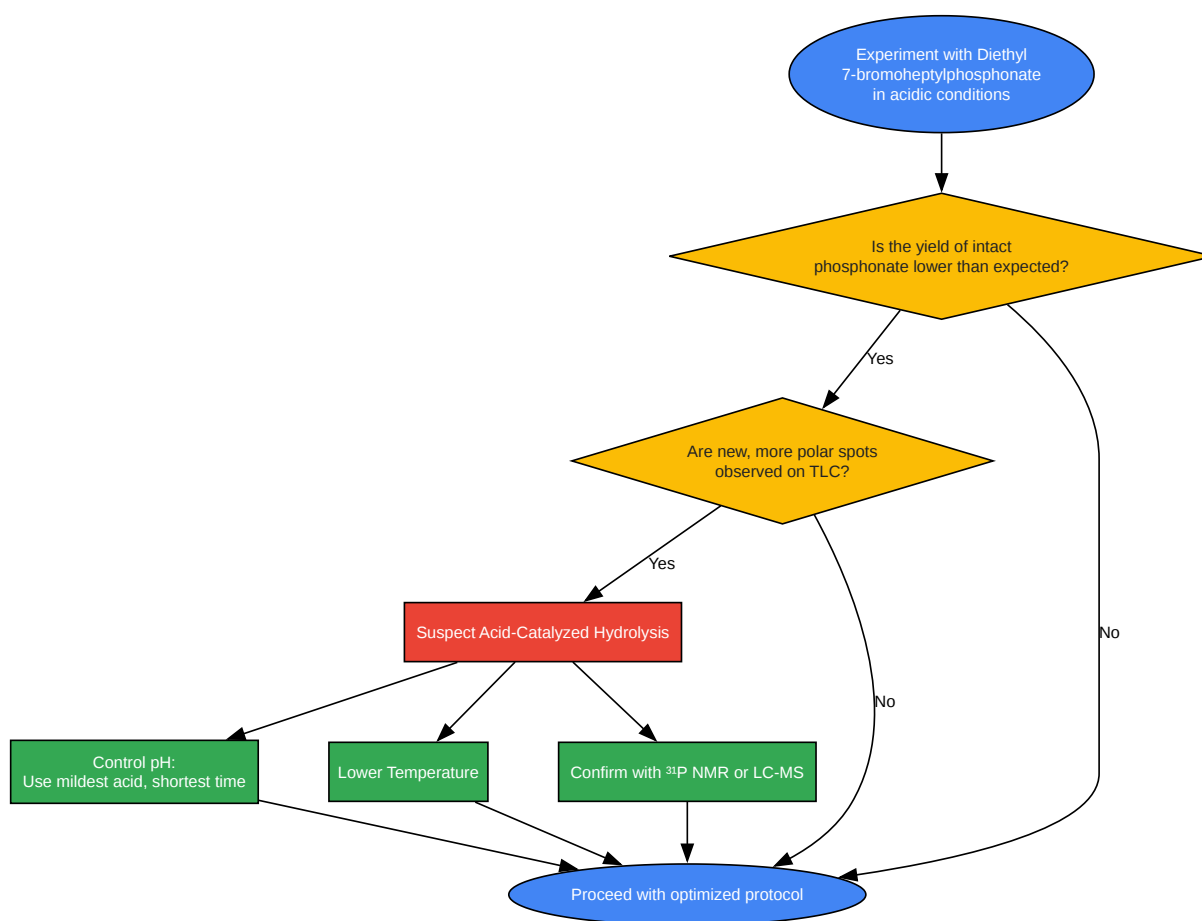 Experiment with Diethyl
7-bromoheptylphosphonate
in acidic conditions
Is the yield of intact
phosphonate lower than expected?
Yes
Are new, more polar spots
observed on TLC?
Yes
Suspect Acid-Catalyzed Hydrolysis
No
No
Control pH:
Use mildest acid, shortest time
Lower Temperature
Confirm with ³¹P NMR or LC-MS
Proceed with optimized protocol